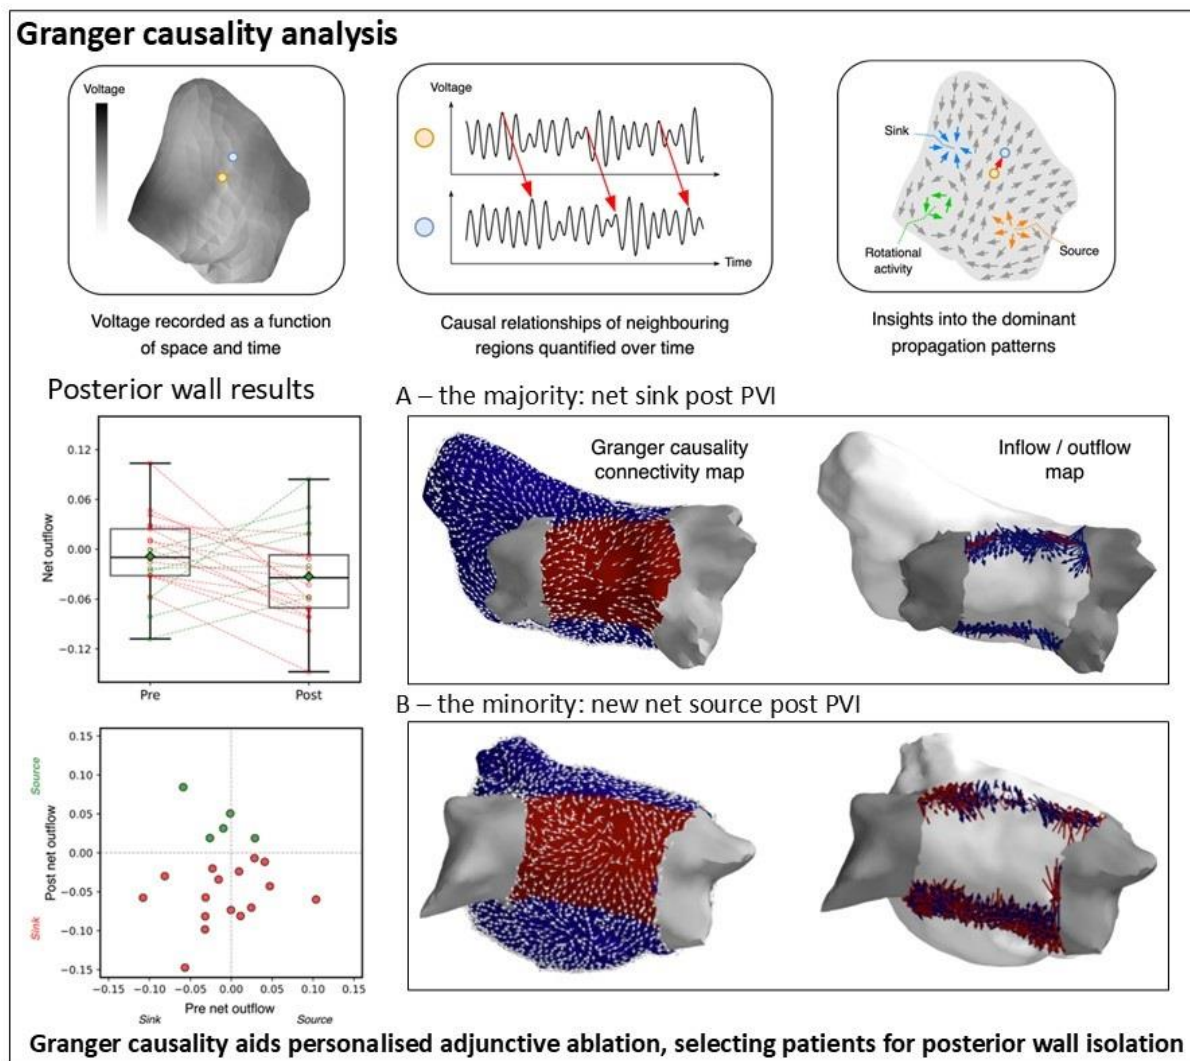 Granger causality analysis
Voltage
Voltage
Time
Sink
Rotational
activity
Source
Voltage recorded as a function
of space and time
Causal relationships of neighbouring
regions quantified over time
Insights into the dominant
propagation patterns
Posterior wall results
Net outflow
0.12
0.06
0.00
−0.06
−0.12
Pre
Post
A – the majority: net sink post PVI
Granger causality
connectivity map
Inflow / outflow
map
B – the minority: new net source post PVI
Source
Sink
Post net outflow
0.15
0.10
0.05
0.00
−0.05
−0.10
−0.15
−0.15 −0.10 −0.05 0.00 0.05 0.10 0.15
Pre net outflow
Sink
Source
Granger causality aids personalised adjunctive ablation, selecting patients for posterior wall isolation